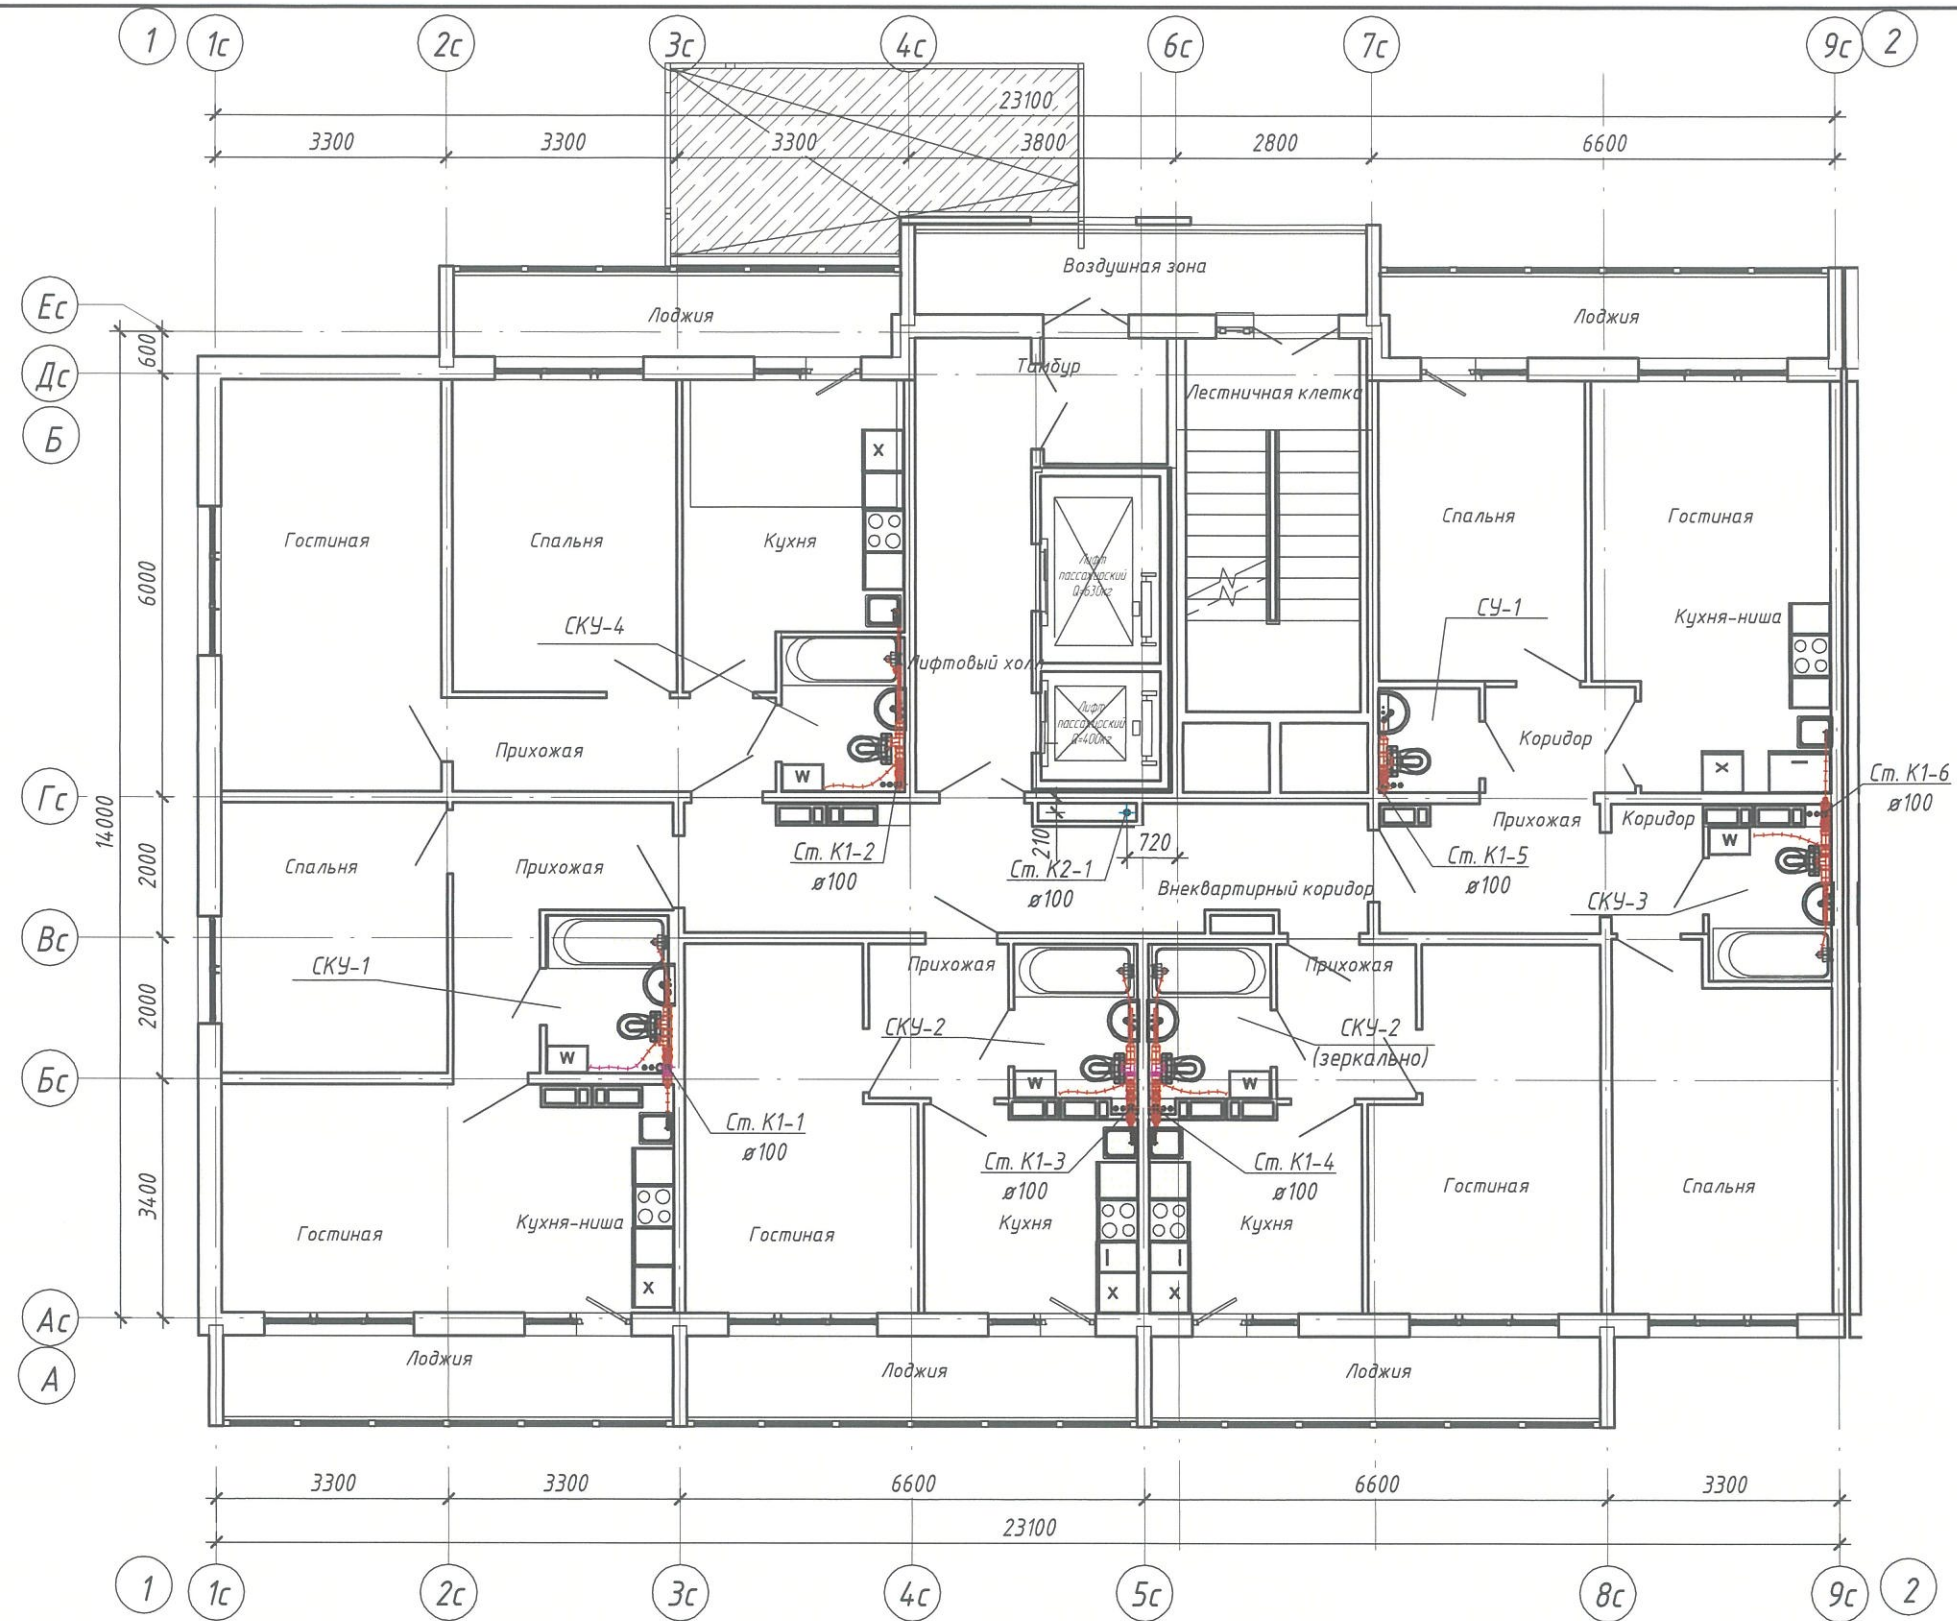 1 1с 2с 3с 4с 6с 7с 9с 2
23100
3300 3300 3300 3800 2800 6600
Воздушная зона
Ес
Лоджия
Лоджия
600
Дс
Тамбур
Лестничная клетка
Б
X
Гостиная
Спальня
Кухня
Лифт
пассажирский
Q=630кг
Спальня
Гостиная
6000
СКУ-4
СУ-1
Кухня-ниша
Лифтовый холл
Лифт
пассажирский
Q=400кг
Прихожая
W
Коридор
X
Гс
Ст. К1-6
ø100
14000
2000
Спальня
Прихожая
Ст. К1-2
ø100
210
720
Ст. К2-1
ø100
Внеквартирный коридор
Ст. К1-5
ø100
Прихожая
Коридор
W
СКУ-3
Вс
СКУ-1
Прихожая
Прихожая
2000
W
СКУ-2
СКУ-2
(зеркально)
W
W
Бс
Ст. К1-1
ø100
Ст. К1-3
ø100
Ст. К1-4
ø100
3400
Гостиная
Кухня-ниша
Гостиная
Кухня
Кухня
Гостиная
Спальня
X
X
X
Ас
А
Лоджия
Лоджия
Лоджия
3300 3300 6600 6600 3300
23100
1 1с 2с 3с 4с 5с 8с 9с 2